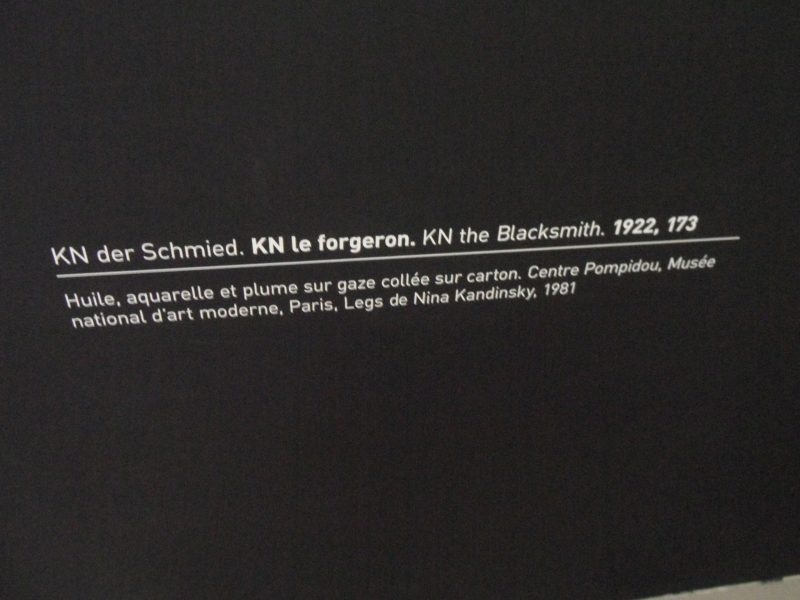 KN der Schmied. KN le forgeron. KN the Blacksmith. 1922, 173
Huile, aquarelle et plume sur gaze collée sur carton. Centre Pompidou, Musée
national d'art moderne, Paris, Legs de Nina Kandinsky, 1981